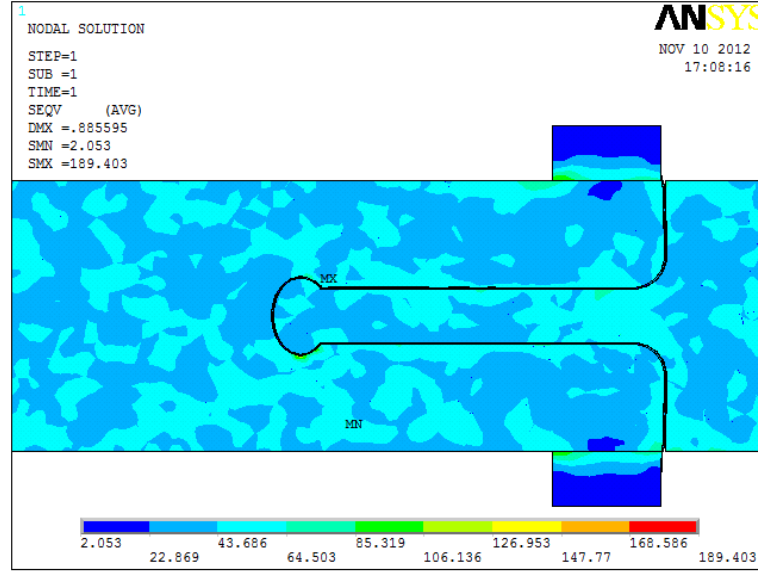 1
NODAL SOLUTION
STEP=1
SUB =1
TIME=1
SEQV (AVG)
DMX =.885595
SMN =2.053
SMX =189.403
ANSYS
NOV 10 2012
17:08:16
MX
MN
2.053 43.686 85.319 126.953 168.586
22.869 64.503 106.136 147.77 189.403